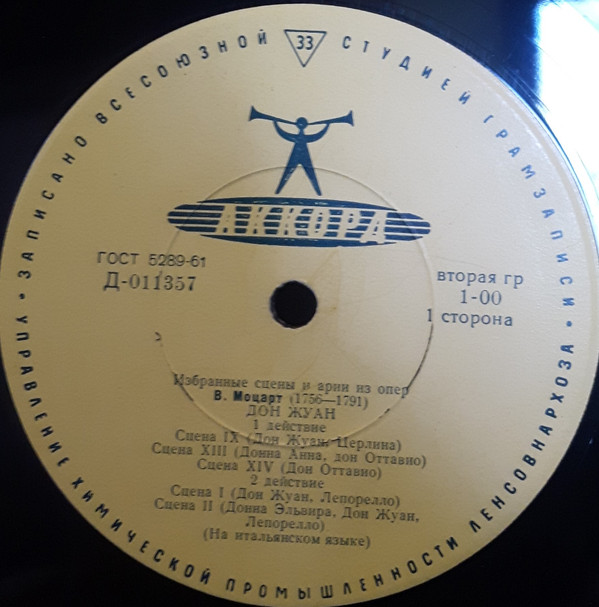 • ЗАПИСАНО ВСЕСОЮЗНОЙ СТУДИЕЙ ГРАМЗАПИСИ •
33
АККОРД
ГОСТ 5289-61
Д-011357
вторая гр
1-00
1 сторона
Избранные сцены и арии из опер
В. Моцарт (1756—1791)
ДОН ЖУАН
1 действие
Сцена IX (Дон Жуан, Церлина)
Сцена XIII (Донна Анна, дон Оттавио)
Сцена XIV (Дон Оттавио)
2 действие
Сцена I (Дон Жуан, Лепорелло)
Сцена II (Донна Эльвира, Дон Жуан,
Лепорелло)
(На итальянском языке)
УПРАВЛЕНИЕ ХИМИЧЕСКОЙ ПРОМЫШЛЕННОСТИ ЛЕНСОВНАРХОЗА